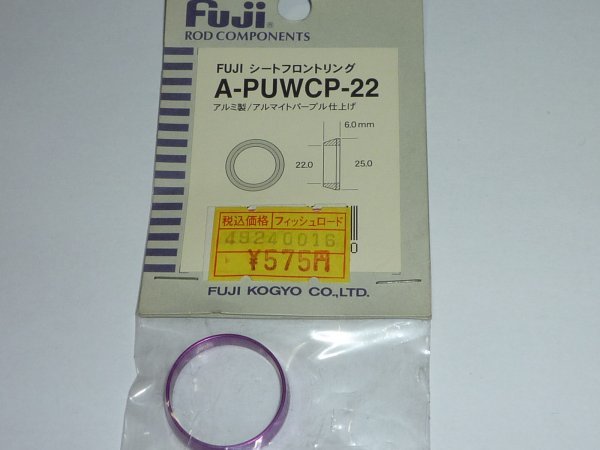 Fuji®
ROD COMPONENTS
FUJI シートフロントリング
A-PUWCP-22
アルミ製/アルマイトパープル仕上げ
6.0mm
22.0
25.0
税込価格 フィッシュロード
49240016
¥575円
0
FUJI KOGYO CO.,LTD.